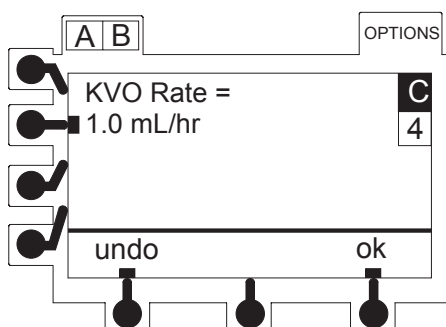 A B
OPTIONS
KVO Rate =
C
1.0 mL/hr
4
undo
ok